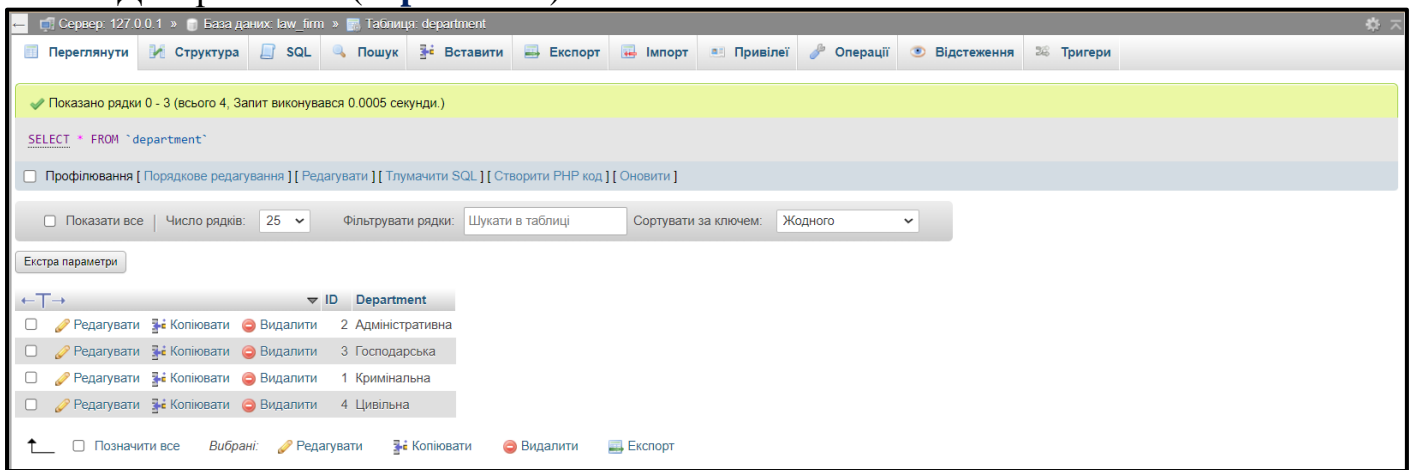 Сервер: 127.0.0.1 » База даних: law_firm » Таблиця: department
Переглянути Структура SQL Пошук Вставити Експорт Імпорт Привілеї Операції Відстеження Тригери
Показано рядки 0 - 3 (всього 4, Запит виконувався 0.0005 секунди.)
SELECT * FROM `department`
Профілювання [ Порядкове редагування ] [ Редагувати ] [ Тлумачити SQL ] [ Створити PHP код ] [ Оновити ]
Показати все | Число рядків: 25 Фільтрувати рядки: Шукати в таблиці Сортувати за ключем: Жодного
Екстра параметри
←T→ ID Department
Редагувати Копіювати Видалити 2 Адміністративна
Редагувати Копіювати Видалити 3 Господарська
Редагувати Копіювати Видалити 1 Кримінальна
Редагувати Копіювати Видалити 4 Цивільна
Позначити все Вибрані: Редагувати Копіювати Видалити Експорт